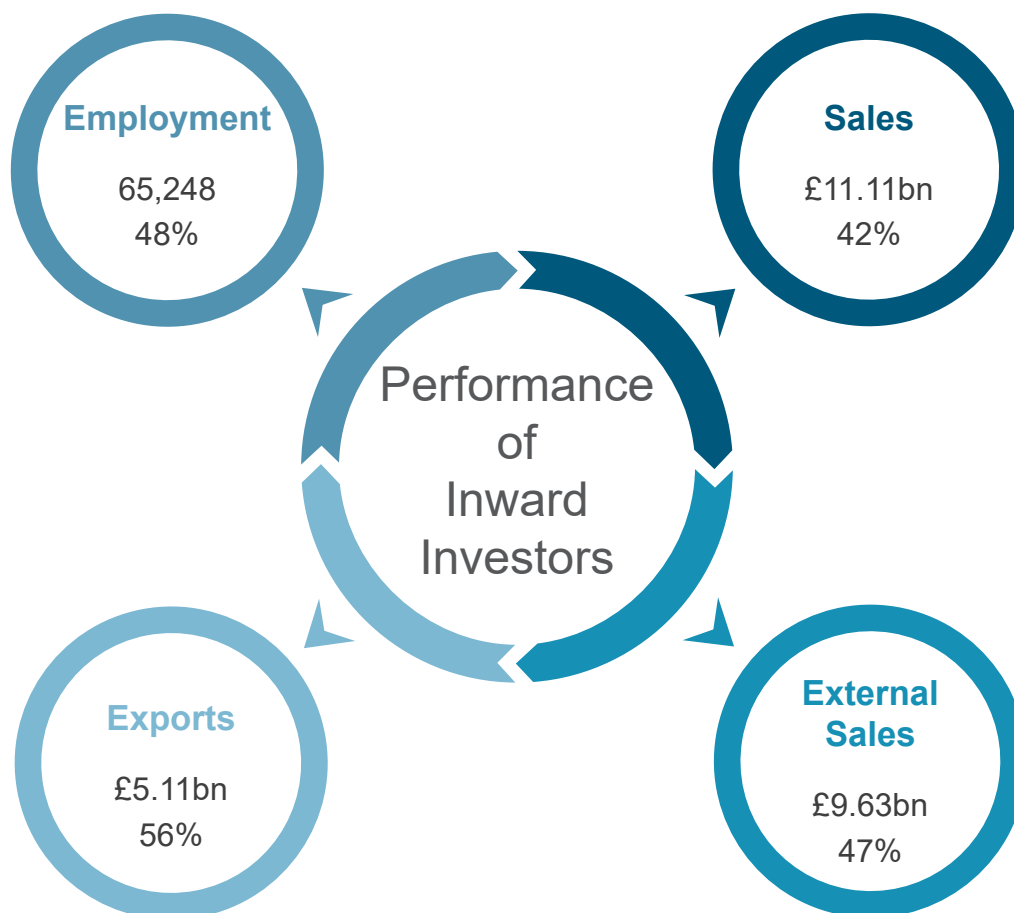 Employment
65,248
48%
Sales
£11.11bn
42%
Performance
of
Inward
Investors
Exports
£5.11bn
56%
External
Sales
£9.63bn
47%